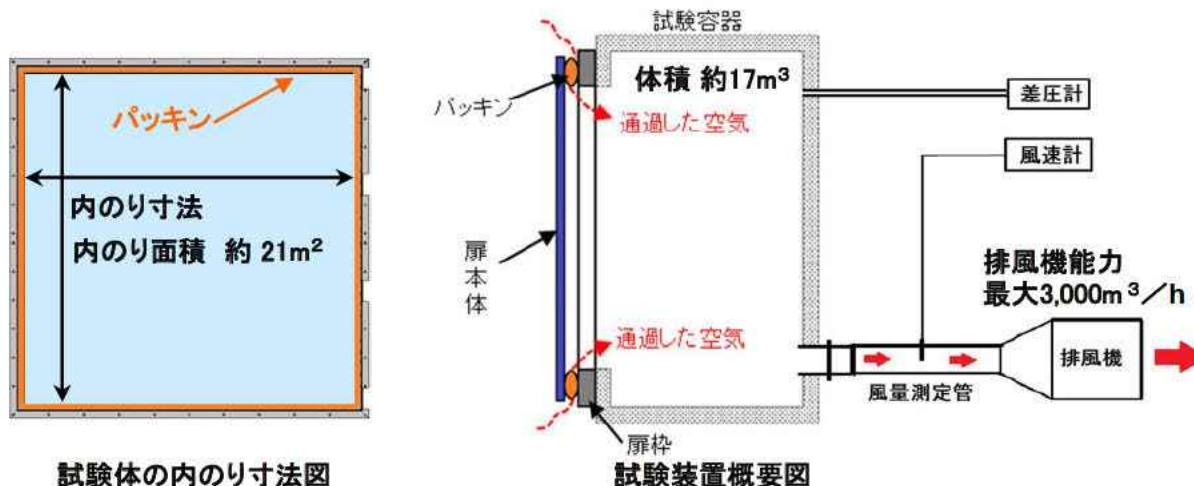 パッキン
内のり寸法
内のり面積 約 21m²
試験体の内のり寸法図
試験容器
体積 約17m³
パッキン
通過した空気
差圧計
風速計
扉本体
排風機能力
最大3,000m³/h
通過した空気
排風機
風量測定管
扉枠
試験装置概要図